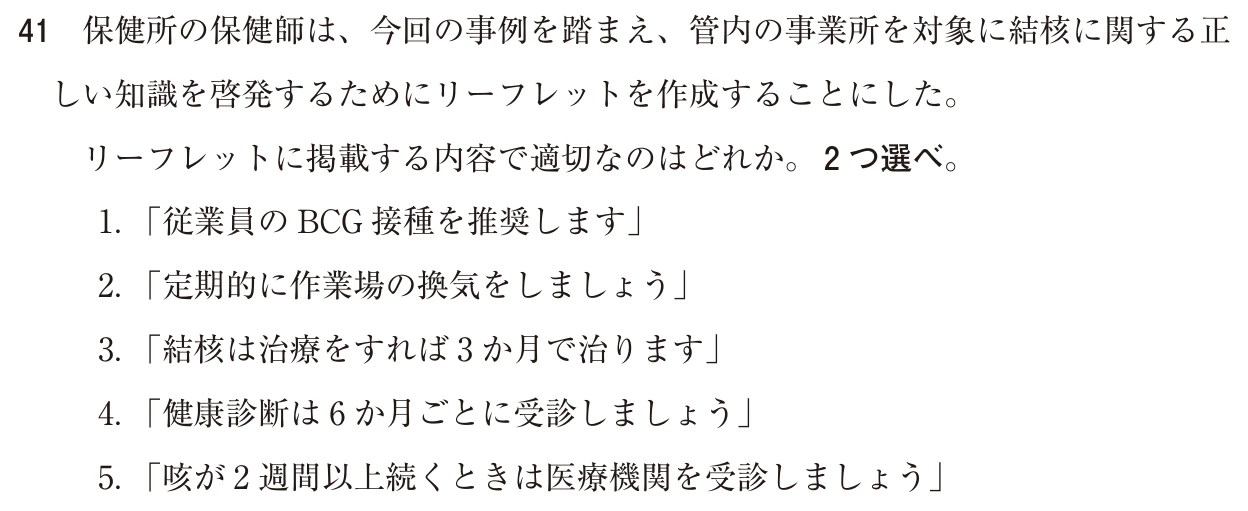 41 保健所の保健師は、今回の事例を踏まえ、管内の事業所を対象に結核に関する正
しい知識を啓発するためにリーフレットを作成することにした。
リーフレットに掲載する内容で適切なのはどれか。2つ選べ。
1. 「従業員の BCG 接種を推奨します」
2. 「定期的に作業場の換気をしましょう」
3. 「結核は治療をすれば 3 か月で治ります」
4. 「健康診断は 6 か月ごとに受診しましょう」
5. 「咳が 2 週間以上続くときは医療機関を受診しましょう」